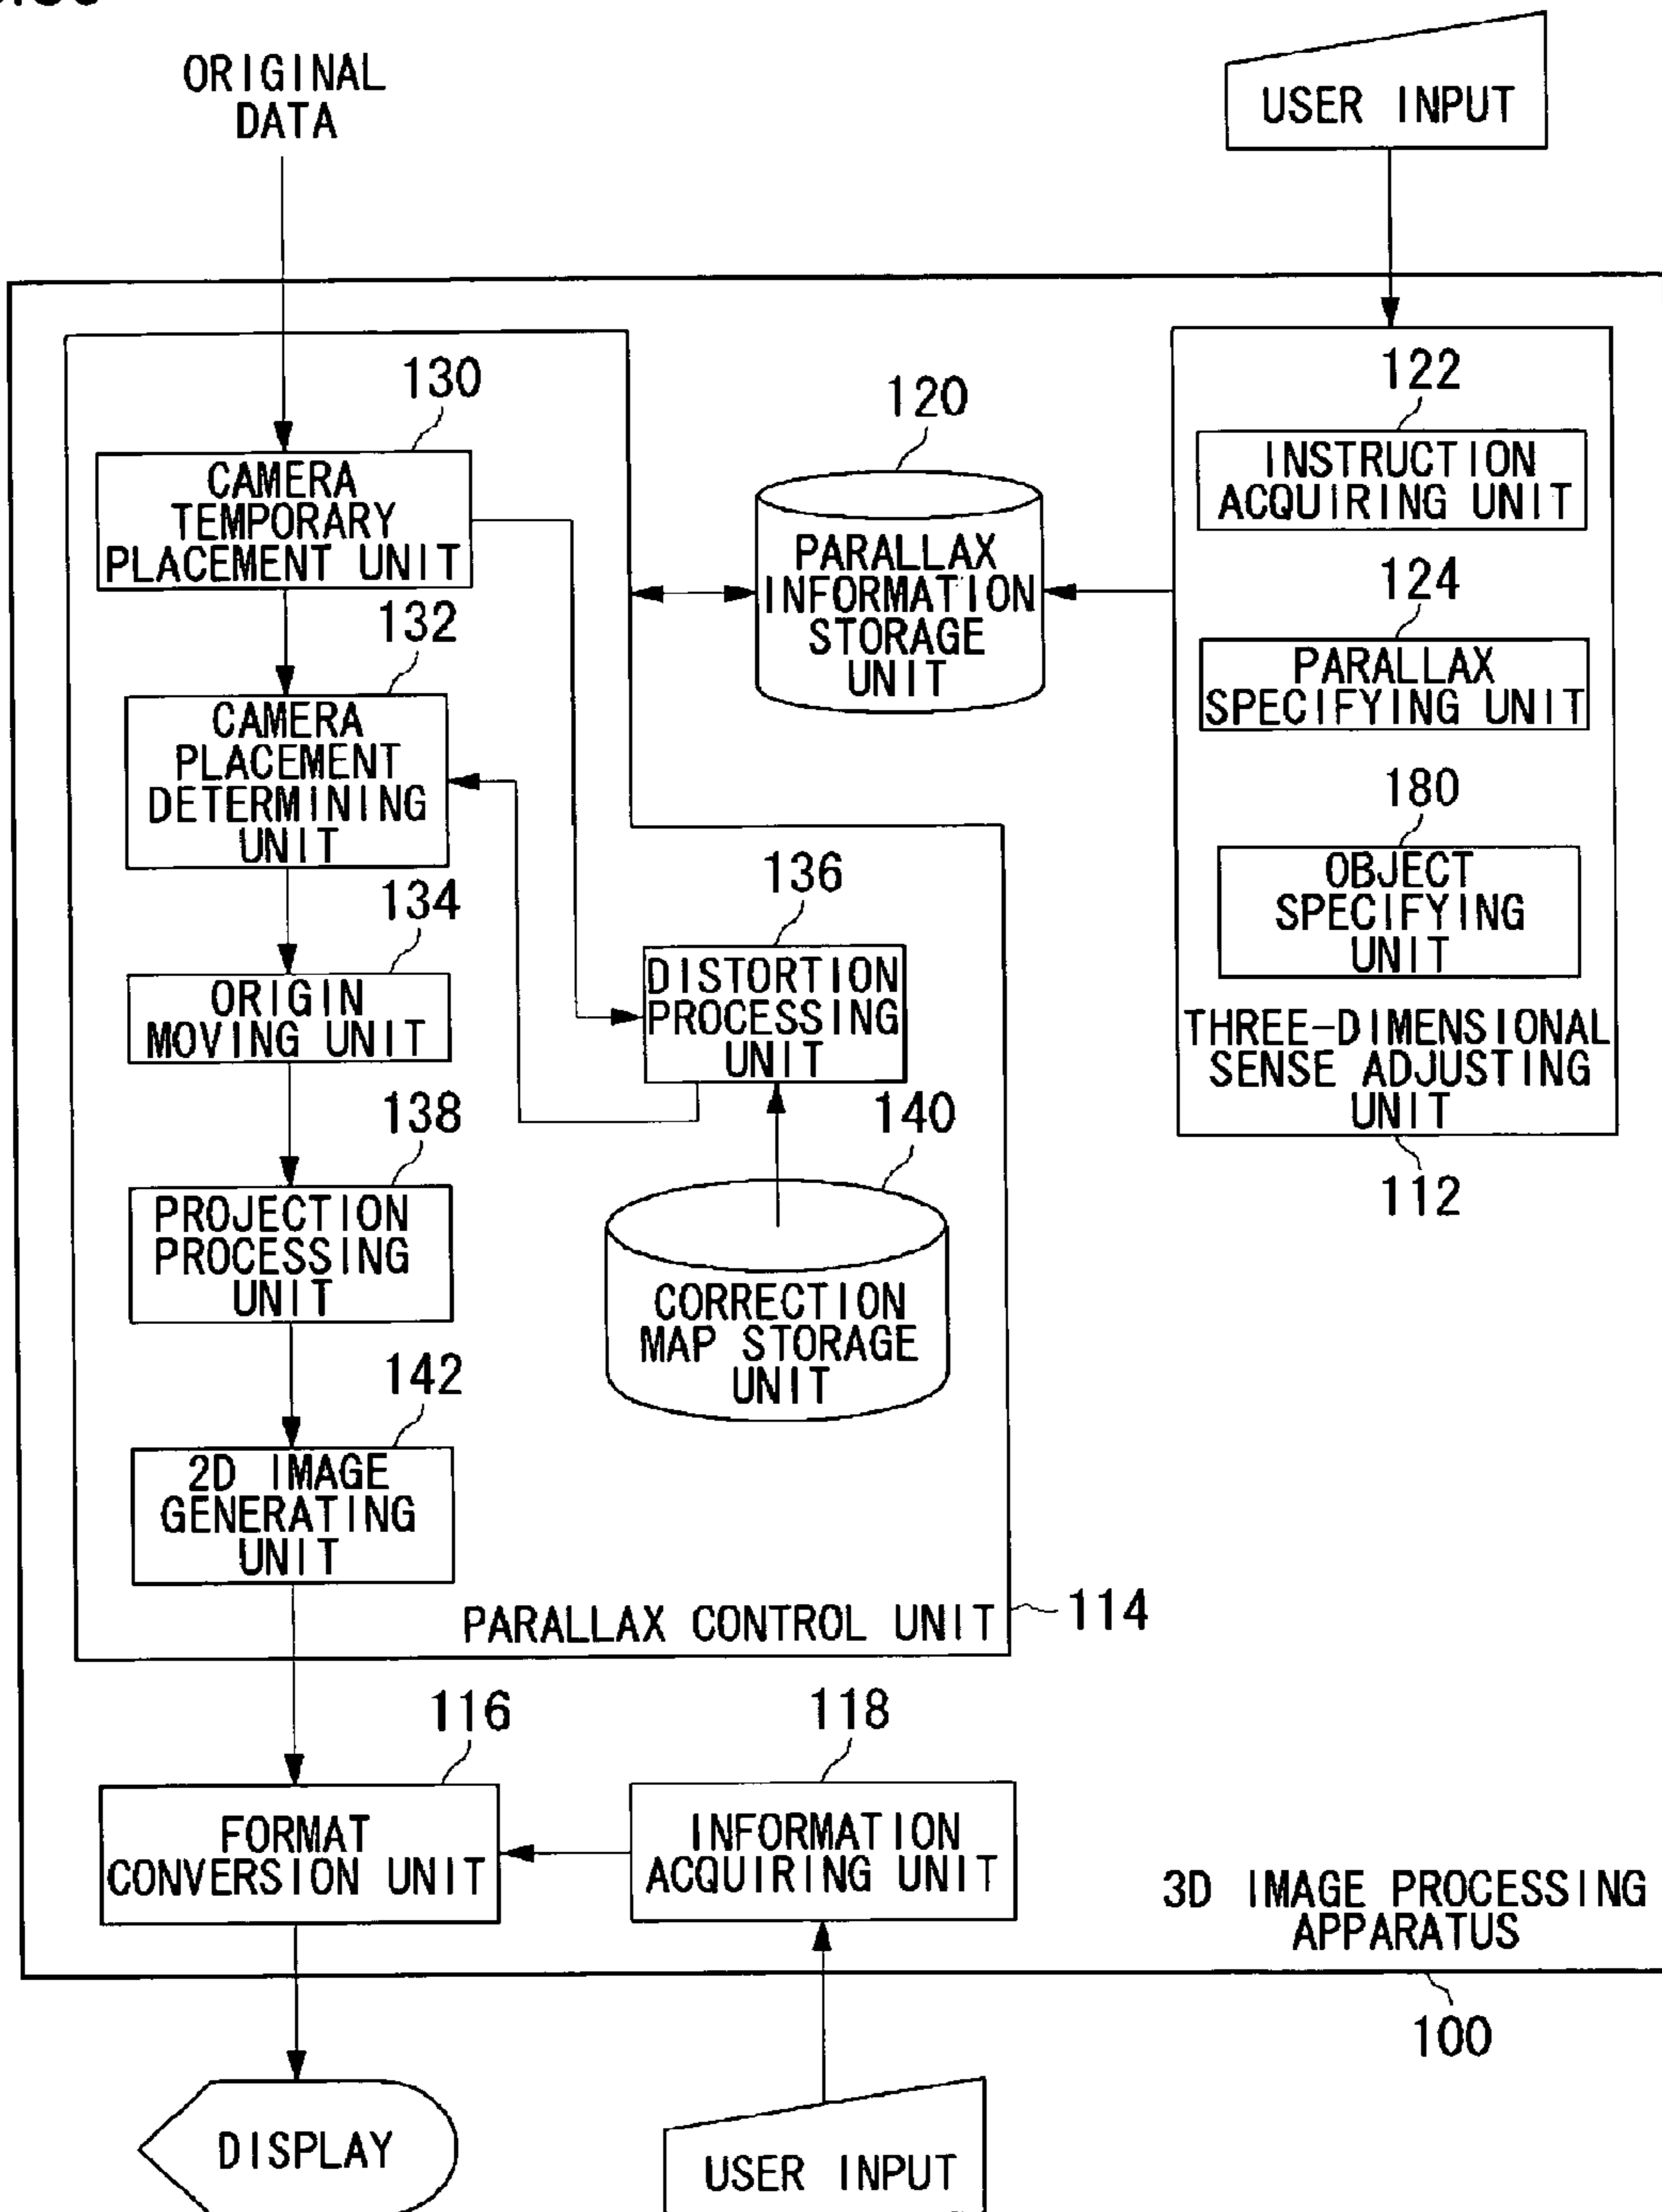 ORIGINAL
DATA
USER INPUT
130
CAMERA
TEMPORARY
PLACEMENT UNIT
120
PARALLAX
INFORMATION
STORAGE
UNIT
122
INSTRUCTION
ACQUIRING UNIT
124
PARALLAX
SPECIFYING UNIT
180
OBJECT
SPECIFYING
UNIT
THREE-DIMENSIONAL
SENSE ADJUSTING
UNIT
112
132
CAMERA
PLACEMENT
DETERMINING
UNIT
134
ORIGIN
MOVING UNIT
136
DISTORTION
PROCESSING
UNIT
138
PROJECTION
PROCESSING
UNIT
140
CORRECTION
MAP STORAGE
UNIT
142
2D IMAGE
GENERATING
UNIT
PARALLAX CONTROL UNIT
114
116
FORMAT
CONVERSION UNIT
118
INFORMATION
ACQUIRING UNIT
3D IMAGE PROCESSING
APPARATUS
100
DISPLAY
USER INPUT